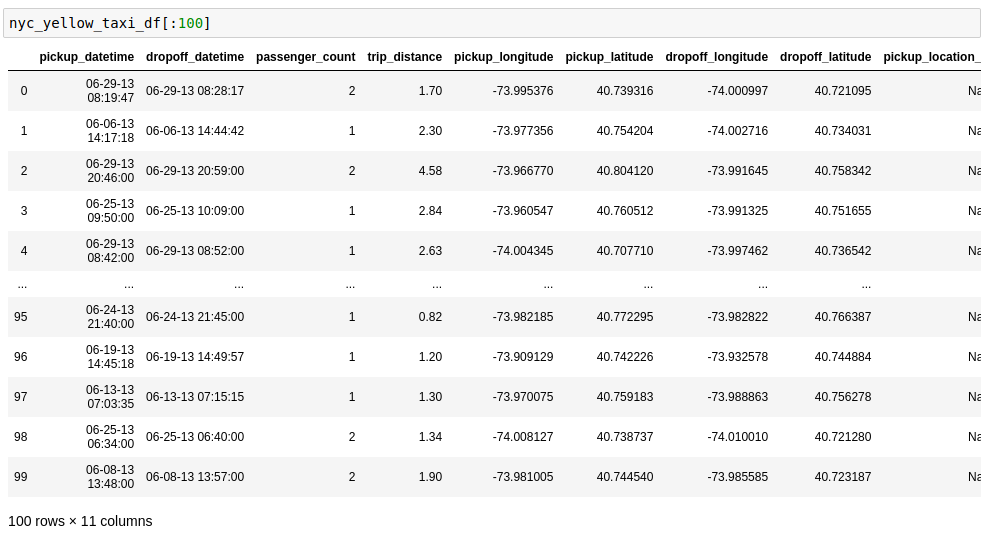 nyc_yellow_taxi_df[:100]
pickup_datetime dropoff_datetime passenger_count trip_distance pickup_longitude pickup_latitude dropoff_longitude dropoff_latitude pickup_location_
0 06-29-13 08:19:47 06-29-13 08:28:17 2 1.70 -73.995376 40.739316 -74.000997 40.721095 Na
1 06-06-13 14:17:18 06-06-13 14:44:42 1 2.30 -73.977356 40.754204 -74.002716 40.734031 Na
2 06-29-13 20:46:00 06-29-13 20:59:00 2 4.58 -73.966770 40.804120 -73.991645 40.758342 Na
3 06-25-13 09:50:00 06-25-13 10:09:00 1 2.84 -73.960547 40.760512 -73.991325 40.751655 Na
4 06-29-13 08:42:00 06-29-13 08:52:00 1 2.63 -74.004345 40.707710 -73.997462 40.736542 Na
... ... ... ... ... ... ... ... ...
95 06-24-13 21:40:00 06-24-13 21:45:00 1 0.82 -73.982185 40.772295 -73.982822 40.766387 Na
96 06-19-13 14:45:18 06-19-13 14:49:57 1 1.20 -73.909129 40.742226 -73.932578 40.744884 Na
97 06-13-13 07:03:35 06-13-13 07:15:15 1 1.30 -73.970075 40.759183 -73.988863 40.756278 Na
98 06-25-13 06:34:00 06-25-13 06:40:00 2 1.34 -74.008127 40.738737 -74.010010 40.721280 Na
99 06-08-13 13:48:00 06-08-13 13:57:00 2 1.90 -73.981005 40.744540 -73.985585 40.723187 Na
100 rows × 11 columns